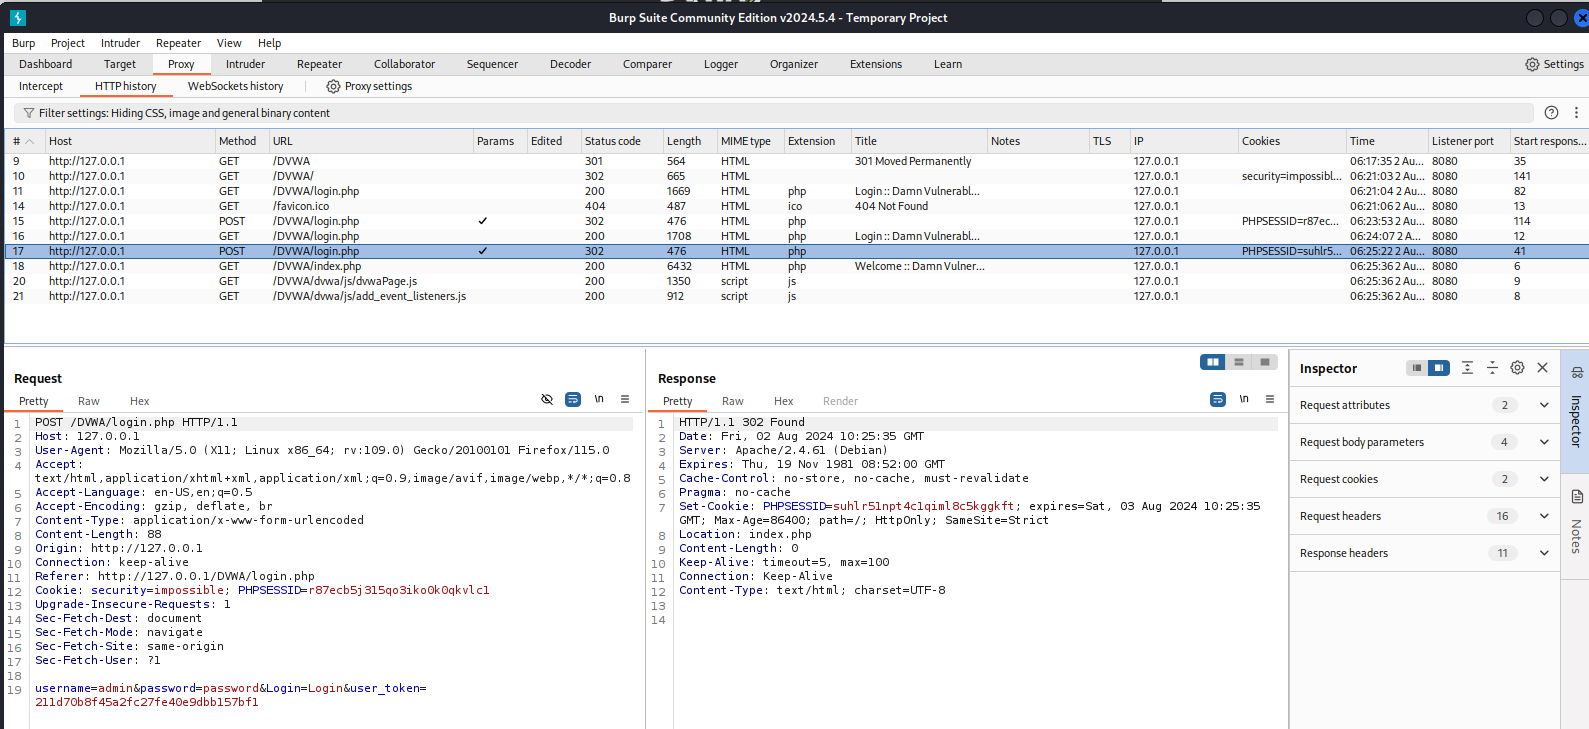 Burp Suite Community Edition v2024.5.4 - Temporary Project
Burp Project Intruder Repeater View Help
Dashboard Target Proxy Intruder Repeater Collaborator Sequencer Decoder Comparer Logger Organizer Extensions Learn Settings
Intercept HTTP history WebSockets history Proxy settings
Filter settings: Hiding CSS, image and general binary content
# Host Method URL Params Edited Status code Length MIME type Extension Title Notes TLS IP Cookies Time Listener port Start respons...
9 http://127.0.0.1 GET /DVWA 301 564 HTML 301 Moved Permanently 127.0.0.1 06:17:35 2 Au... 8080 35
10 http://127.0.0.1 GET /DVWA/ 302 665 HTML 127.0.0.1 security=impossibl... 06:21:03 2 Au... 8080 141
11 http://127.0.0.1 GET /DVWA/login.php 200 1669 HTML php Login :: Damn Vulnerabl... 127.0.0.1 06:21:04 2 Au... 8080 82
14 http://127.0.0.1 GET /favicon.ico 404 487 HTML ico 404 Not Found 127.0.0.1 06:21:06 2 Au... 8080 13
15 http://127.0.0.1 POST /DVWA/login.php ✓ 302 476 HTML php 127.0.0.1 PHPSESSID=r87ec... 06:23:53 2 Au... 8080 114
16 http://127.0.0.1 GET /DVWA/login.php 200 1708 HTML php Login :: Damn Vulnerabl... 127.0.0.1 06:24:07 2 Au... 8080 12
17 http://127.0.0.1 POST /DVWA/login.php ✓ 302 476 HTML php 127.0.0.1 PHPSESSID=suhlr5... 06:25:22 2 Au... 8080 41
18 http://127.0.0.1 GET /DVWA/index.php 200 6432 HTML php Welcome :: Damn Vulner... 127.0.0.1 06:25:36 2 Au... 8080 6
20 http://127.0.0.1 GET /DVWA/dvwa/js/dvwaPage.js 200 1350 script js 127.0.0.1 06:25:36 2 Au... 8080 9
21 http://127.0.0.1 GET /DVWA/dvwa/js/add_event_listeners.js 200 912 script js 127.0.0.1 06:25:36 2 Au... 8080 8
Request
Pretty Raw Hex \n
1 POST /DVWA/login.php HTTP/1.1
2 Host: 127.0.0.1
3 User-Agent: Mozilla/5.0 (X11; Linux x86_64; rv:109.0) Gecko/20100101 Firefox/115.0
4 Accept:
text/html,application/xhtml+xml,application/xml;q=0.9,image/avif,image/webp,*/*;q=0.8
5 Accept-Language: en-US,en;q=0.5
6 Accept-Encoding: gzip, deflate, br
7 Content-Type: application/x-www-form-urlencoded
8 Content-Length: 88
9 Origin: http://127.0.0.1
10 Connection: keep-alive
11 Referer: http://127.0.0.1/DVWA/login.php
12 Cookie: security=impossible; PHPSESSID=r87ecb5j315qo3iko0k0qkvlc1
13 Upgrade-Insecure-Requests: 1
14 Sec-Fetch-Dest: document
15 Sec-Fetch-Mode: navigate
16 Sec-Fetch-Site: same-origin
17 Sec-Fetch-User: ?1
18
19 username=admin&password=password&Login=Login&user_token=
211d70b8f45a2fc27fe40e9dbb157bf1
Response
Pretty Raw Hex Render \n
1 HTTP/1.1 302 Found
2 Date: Fri, 02 Aug 2024 10:25:35 GMT
3 Server: Apache/2.4.61 (Debian)
4 Expires: Thu, 19 Nov 1981 08:52:00 GMT
5 Cache-Control: no-store, no-cache, must-revalidate
6 Pragma: no-cache
7 Set-Cookie: PHPSESSID=suhlr51npt4c1qiml8c5kggkft; expires=Sat, 03 Aug 2024 10:25:35
GMT; Max-Age=86400; path=/; HttpOnly; SameSite=Strict
8 Location: index.php
9 Content-Length: 0
10 Keep-Alive: timeout=5, max=100
11 Connection: Keep-Alive
12 Content-Type: text/html; charset=UTF-8
13
14
Inspector
Request attributes 2
Request body parameters 4
Request cookies 2
Request headers 16
Response headers 11
Inspector
Notes